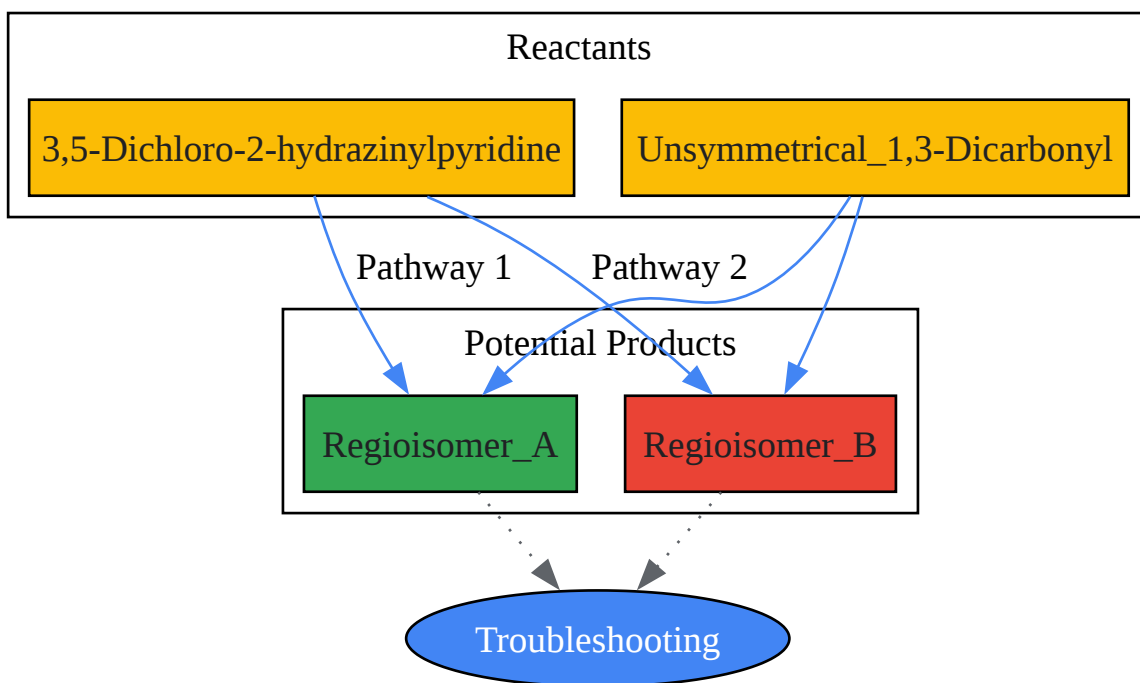 Reactants
3,5-Dichloro-2-hydrazinylpyridine
Unsymmetrical_1,3-Dicarbonyl
Pathway 1
Pathway 2
Potential Products
Regioisomer_A
Regioisomer_B
Troubleshooting